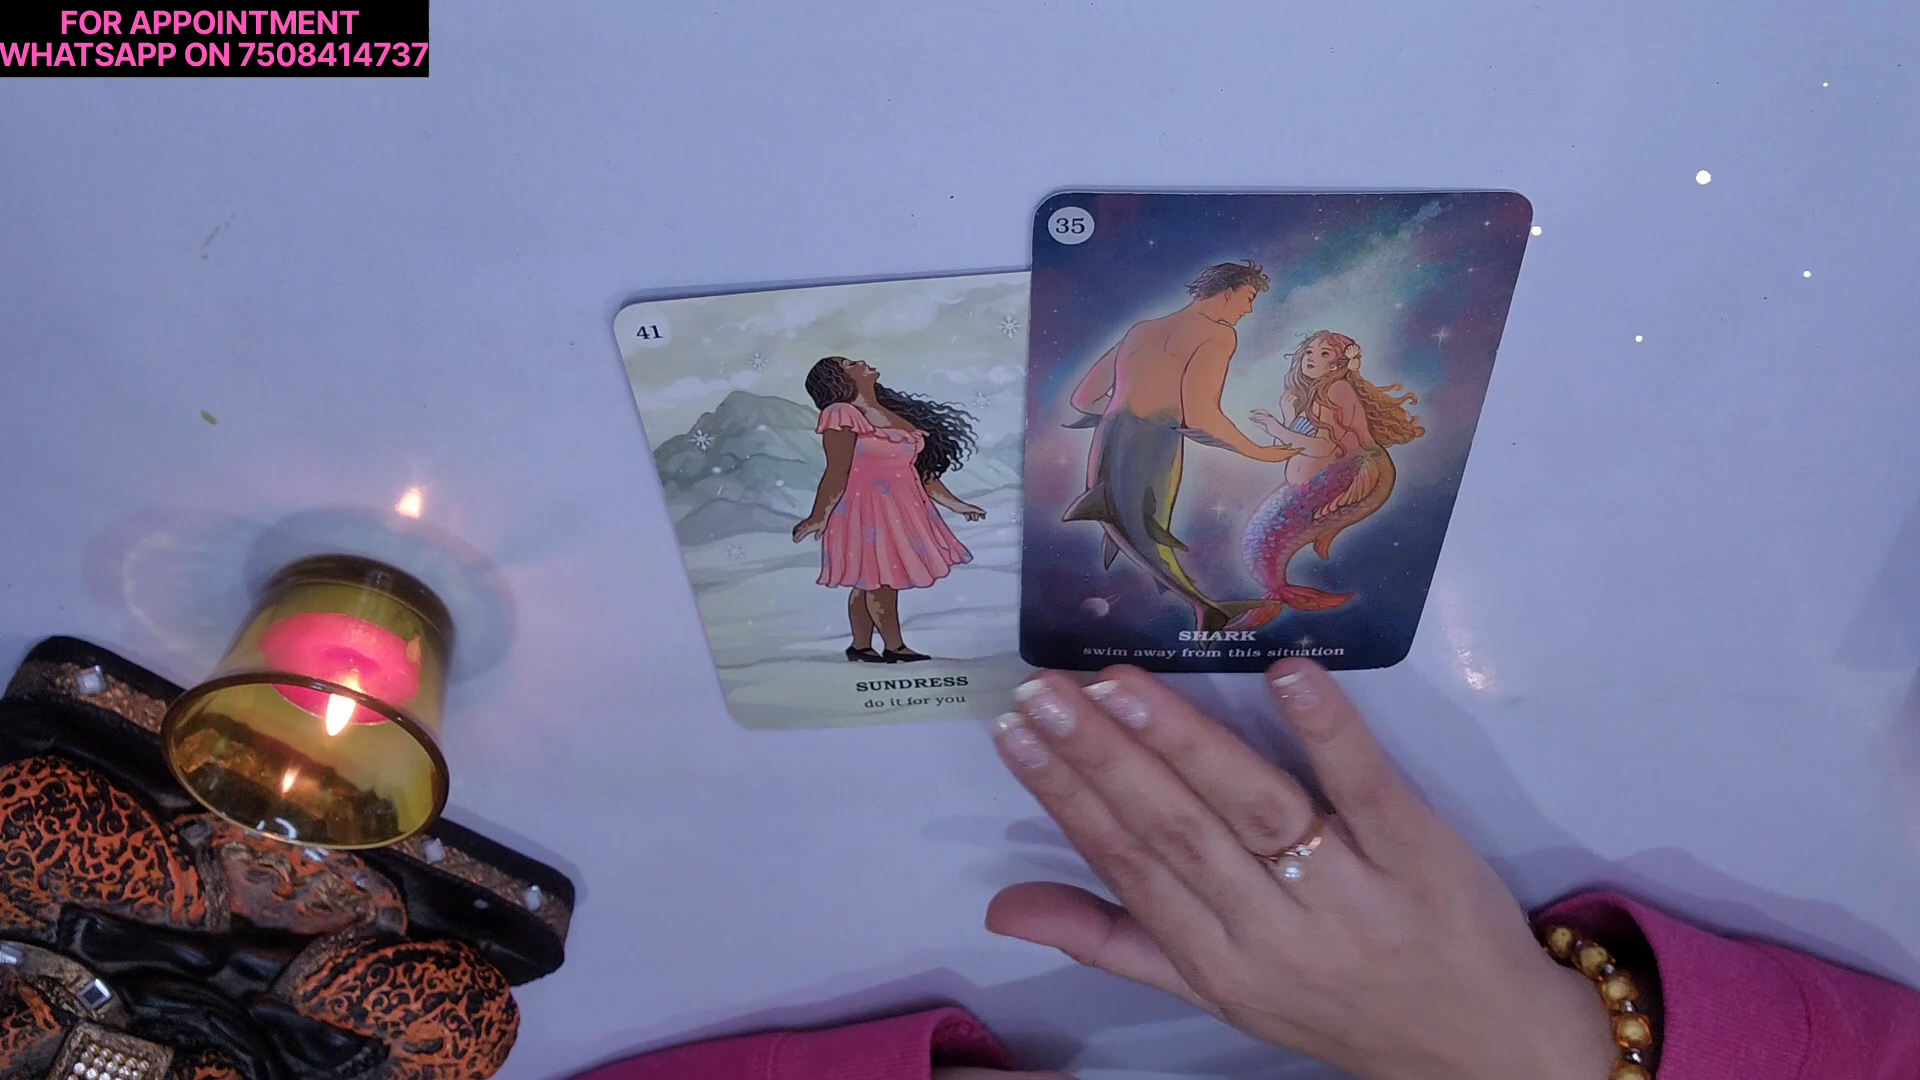 FOR APPOINTMENT
WHATSAPP ON 7508414737
35
41
SHARK
swim away from this situation
SUNDRESS
do it for you